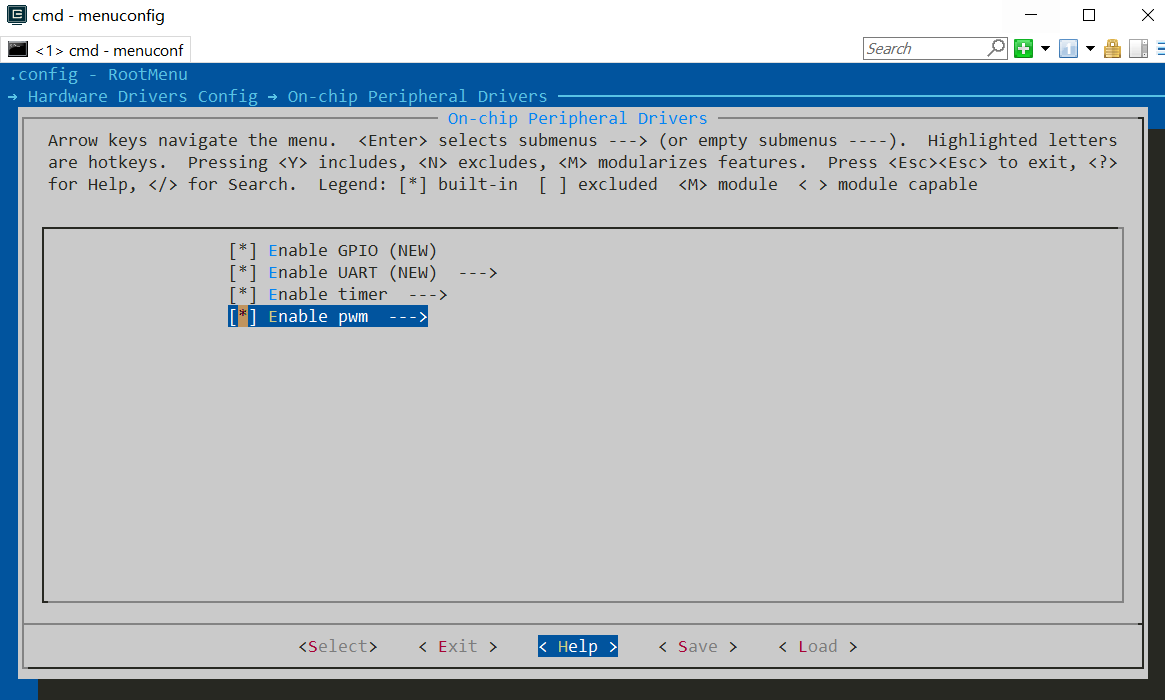 cmd - menuconfig
<1> cmd - menuconf
Search
1
.config - RootMenu
→ Hardware Drivers Config → On-chip Peripheral Drivers
On-chip Peripheral Drivers
Arrow keys navigate the menu.  <Enter> selects submenus ---> (or empty submenus ----).  Highlighted letters
are hotkeys.  Pressing <Y> includes, <N> excludes, <M> modularizes features.  Press <Esc><Esc> to exit, <?>
for Help, </> for Search.  Legend: [*] built-in  [ ] excluded  <M> module  < > module capable
[*] Enable GPIO (NEW)
[*] Enable UART (NEW)  --->
[*] Enable timer  --->
[*] Enable pwm  --->
<Select>    < Exit >    < Help >    < Save >    < Load >